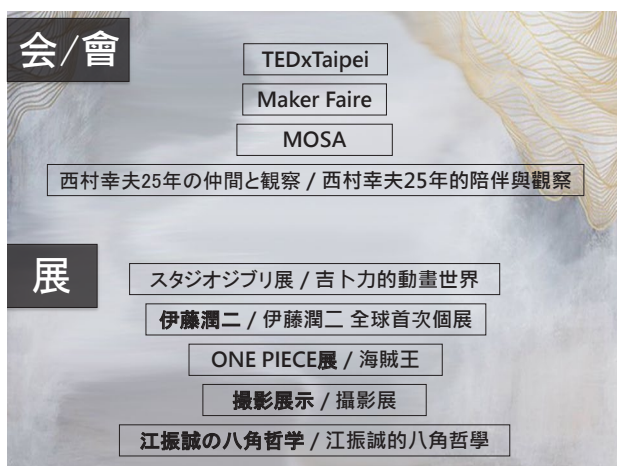 会/會
TEDxTaipei
Maker Faire
MOSA
西村幸夫25年の仲間と観察 / 西村幸夫25年的陪伴與觀察
展
スタジオジブリ展 / 吉卜力的動畫世界
伊藤潤二 / 伊藤潤二 全球首次個展
ONE PIECE展 / 海賊王
撮影展示 / 攝影展
江振誠の八角哲学 / 江振誠的八角哲學